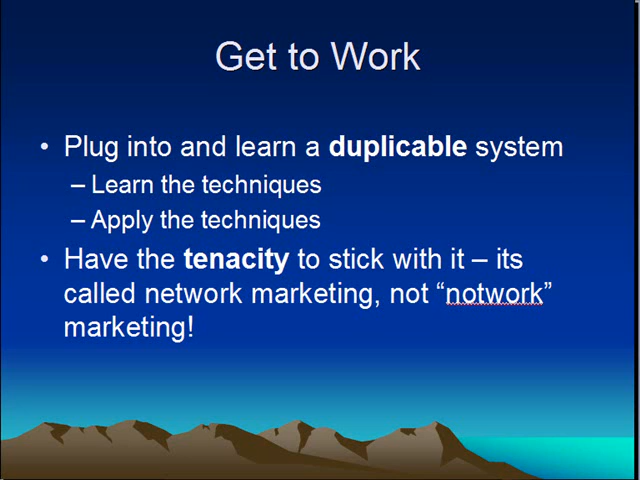 Get to Work
• Plug into and learn a duplicable system
– Learn the techniques
– Apply the techniques
• Have the tenacity to stick with it – its
called network marketing, not “notwork”
marketing!